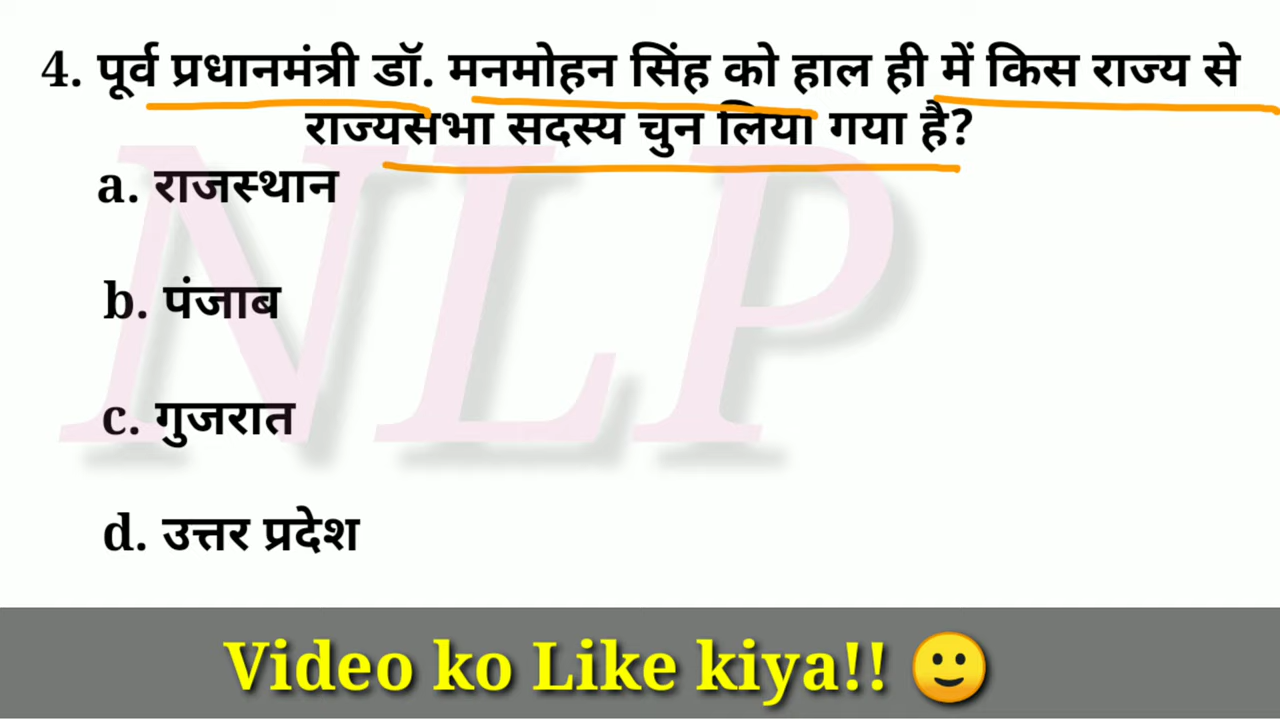 4. पूर्व प्रधानमंत्री डॉ. मनमोहन सिंह को हाल ही में किस राज्य से
राज्यसभा सदस्य चुन लिया गया है?
a. राजस्थान
b. पंजाब
c. गुजरात
d. उत्तर प्रदेश
NLP
Video ko Like kiya!! 🙂